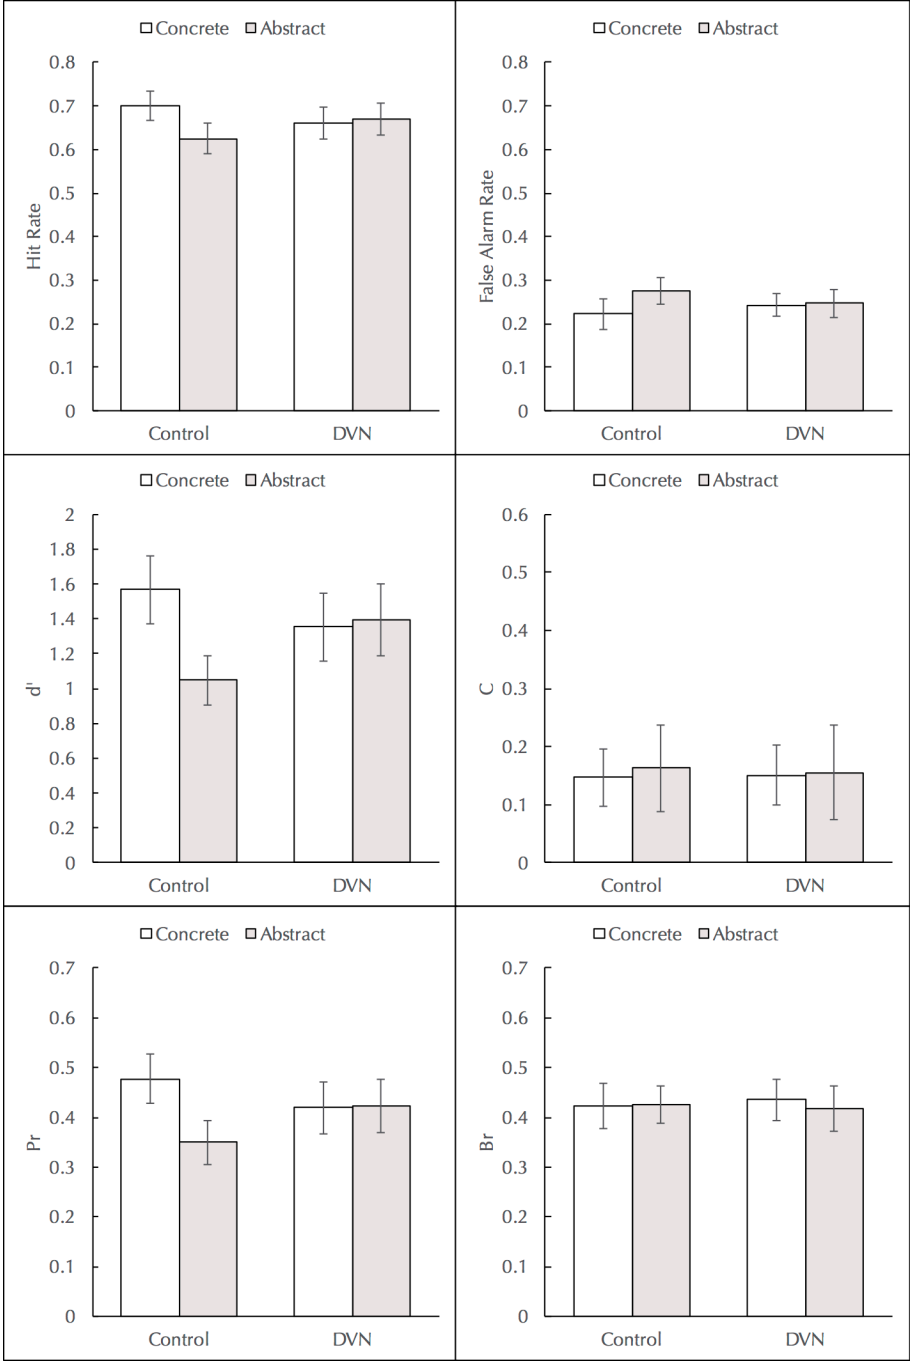 Concrete Abstract
0.8
0.7
0.6
0.5
0.4
0.3
0.2
0.1
0
Hit Rate
Control DVN
Concrete Abstract
0.8
0.7
0.6
0.5
0.4
0.3
0.2
0.1
0
False Alarm Rate
Control DVN
Concrete Abstract
2
1.8
1.6
1.4
1.2
1
0.8
0.6
0.4
0.2
0
d'
Control DVN
Concrete Abstract
0.6
0.5
0.4
0.3
0.2
0.1
0
C
Control DVN
Concrete Abstract
0.7
0.6
0.5
0.4
0.3
0.2
0.1
0
Pr
Control DVN
Concrete Abstract
0.7
0.6
0.5
0.4
0.3
0.2
0.1
0
Br
Control DVN